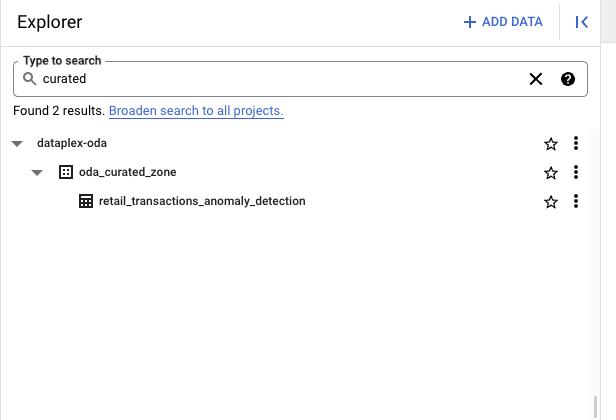 Explorer
+ ADD DATA
Type to search
curated
Found 2 results. Broaden search to all projects.
dataplex-oda
oda_curated_zone
retail_transactions_anomaly_detection